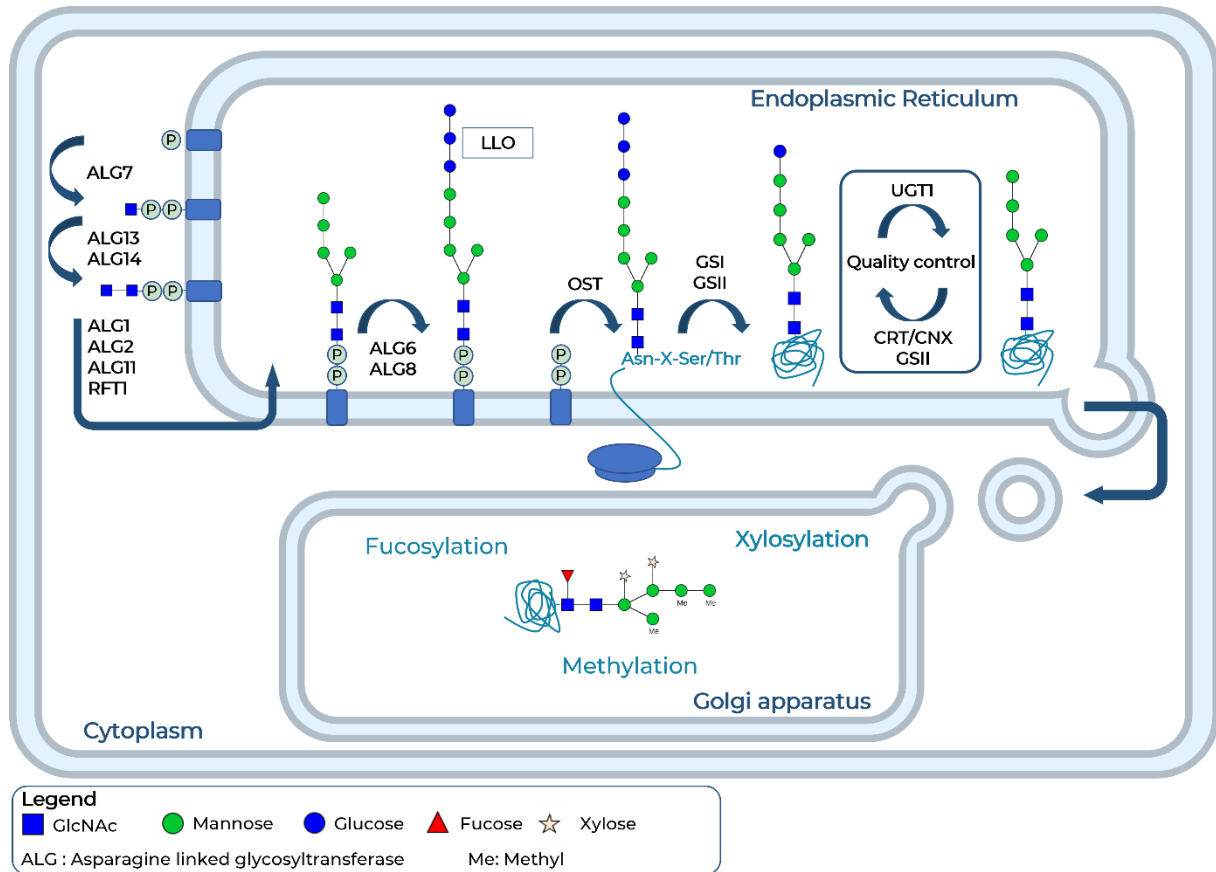 Endoplasmic Reticulum
P
ALG7
P P
ALG13
ALG14
P P
ALG1
ALG2
ALG11
RFT1
LLO
ALG6
ALG8
P
P
P
P
OST
P
P
Asn-X-Ser/Thr
GSI
GSII
UGT1
Quality control
CRT/CNX
GSII
Fucosylation
Xylosylation
Me Me
Me
Methylation
Golgi apparatus
Cytoplasm
Legend
GlcNAc Mannose Glucose Fucose Xylose
ALG : Asparagine linked glycosyltransferase Me: Methyl